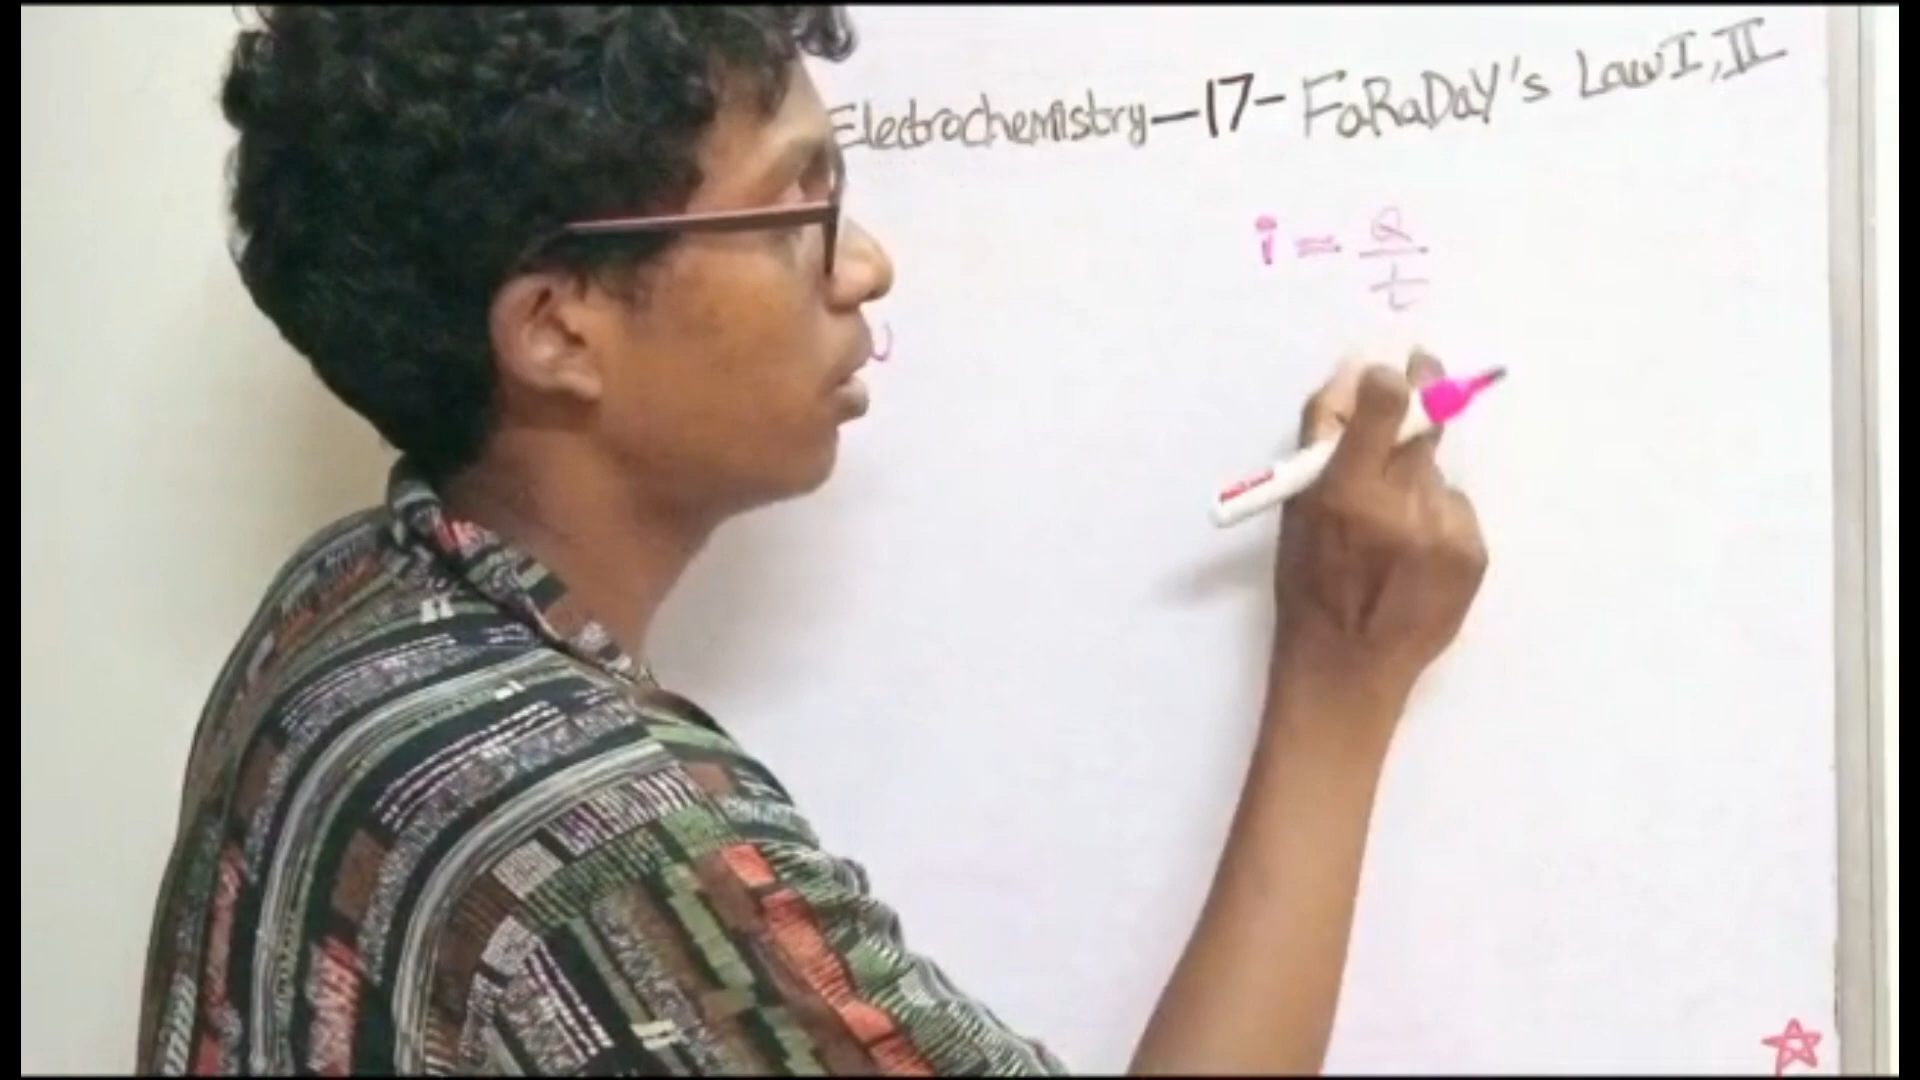 Electrochemistry-17- FaRaDaY's Law I, II
i = Q/t